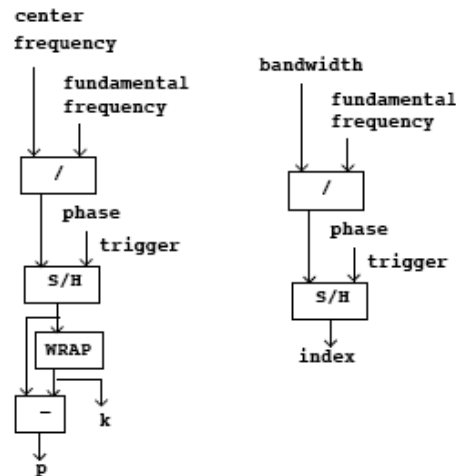 center
frequency
fundamental
frequency
/
phase
trigger
S/H
WRAP
k
−
p
bandwidth
fundamental
frequency
/
phase
trigger
S/H
index